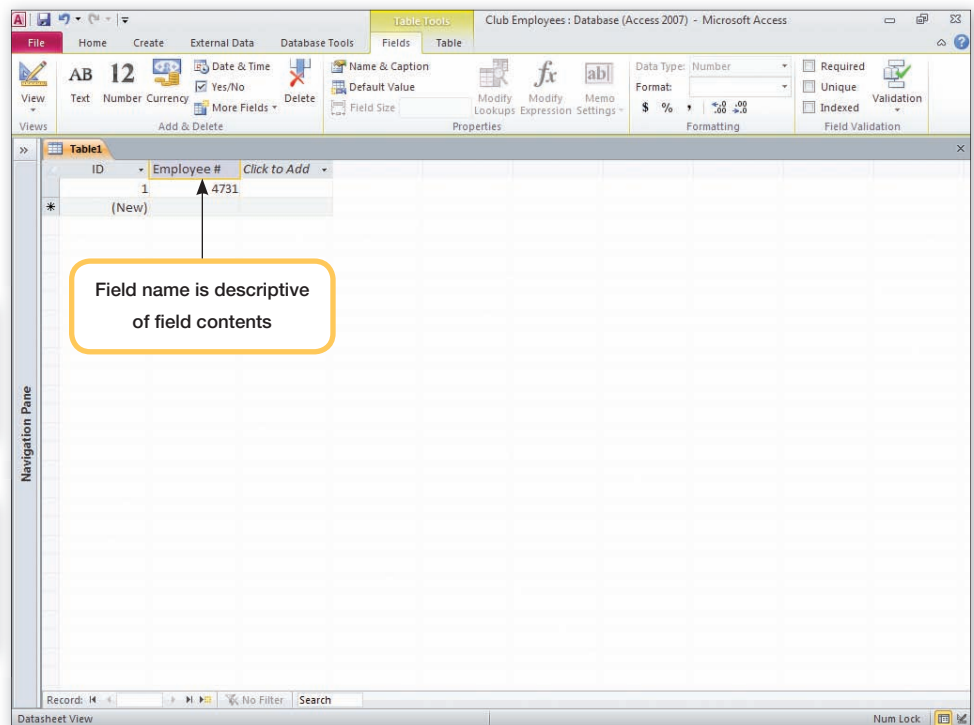 Table Tools
Club Employees : Database (Access 2007) - Microsoft Access
File Home Create External Data Database Tools Fields Table
AB Text
12 Number
Currency
Date & Time
Yes/No
More Fields
Delete
Name & Caption
Default Value
Field Size
Modify Lookups
fx Modify Expression
ab| Memo Settings
Data Type: Number
Format:
$ % , .00 .00
Required
Unique
Indexed
Validation
View
Views Add & Delete Properties Formatting Field Validation
Table1
ID Employee # Click to Add
1 4731
* (New)
Field name is descriptive
of field contents
Navigation Pane
Record: No Filter Search
Datasheet View Num Lock